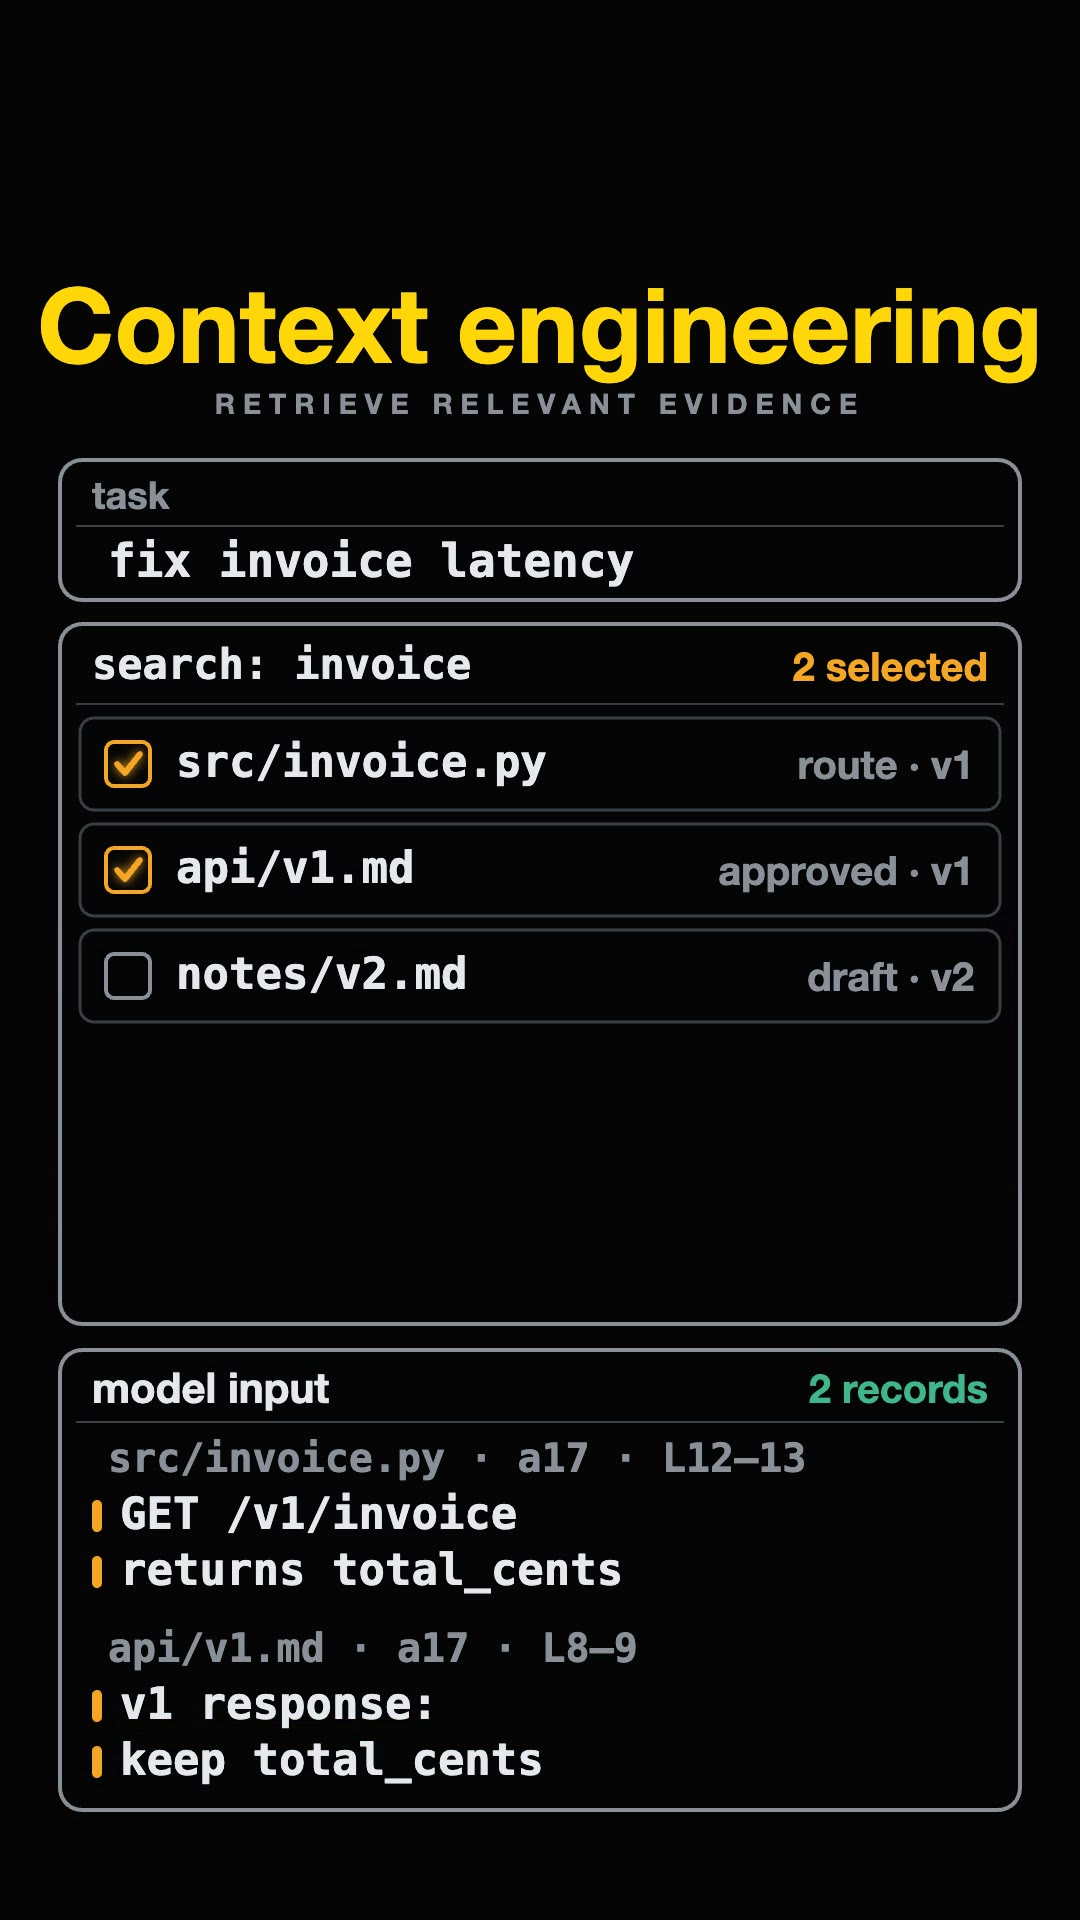 Context engineering
RETRIEVE RELEVANT EVIDENCE
task
fix invoice latency
search: invoice 2 selected
src/invoice.py route · v1
api/v1.md approved · v1
notes/v2.md draft · v2
model input 2 records
src/invoice.py · a17 · L12–13
GET /v1/invoice
returns total_cents
api/v1.md · a17 · L8–9
v1 response:
keep total_cents